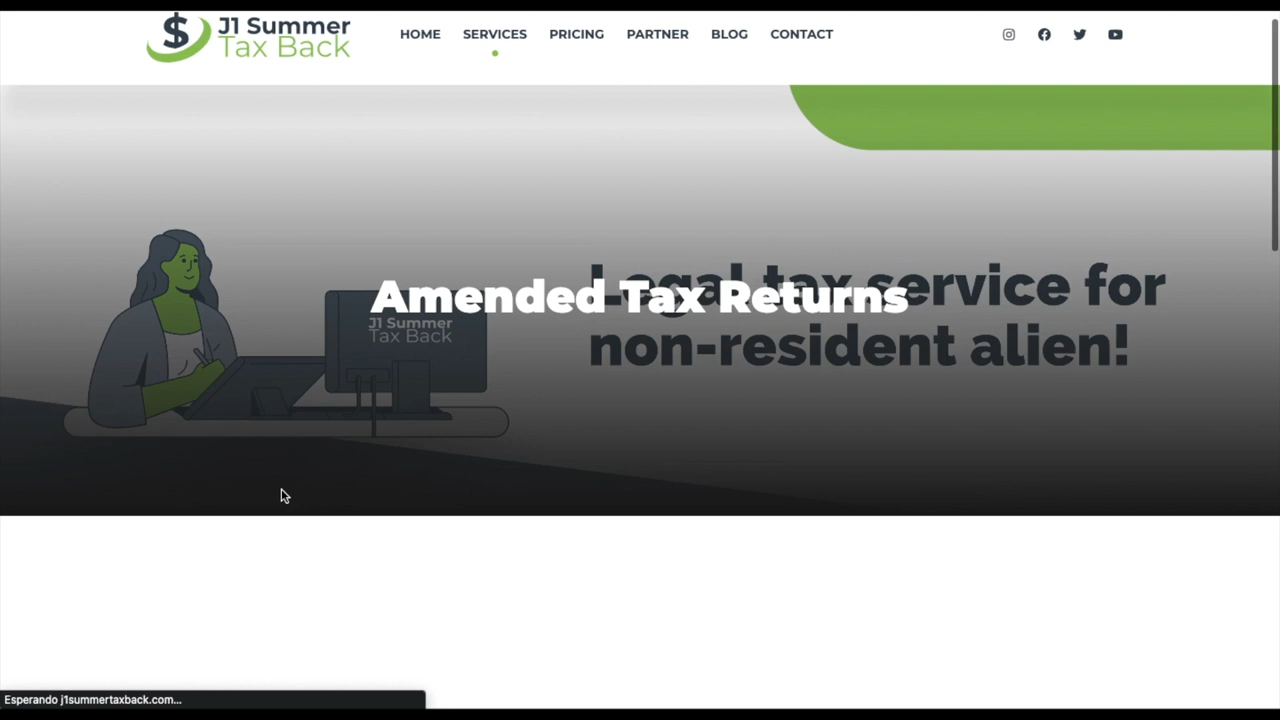 J1 Summer
Tax Back
HOME
SERVICES
PRICING
PARTNER
BLOG
CONTACT
Legal tax service for
non-resident alien!
Amended Tax Returns
J1 Summer
Tax Back
Esperando j1summertaxback.com...